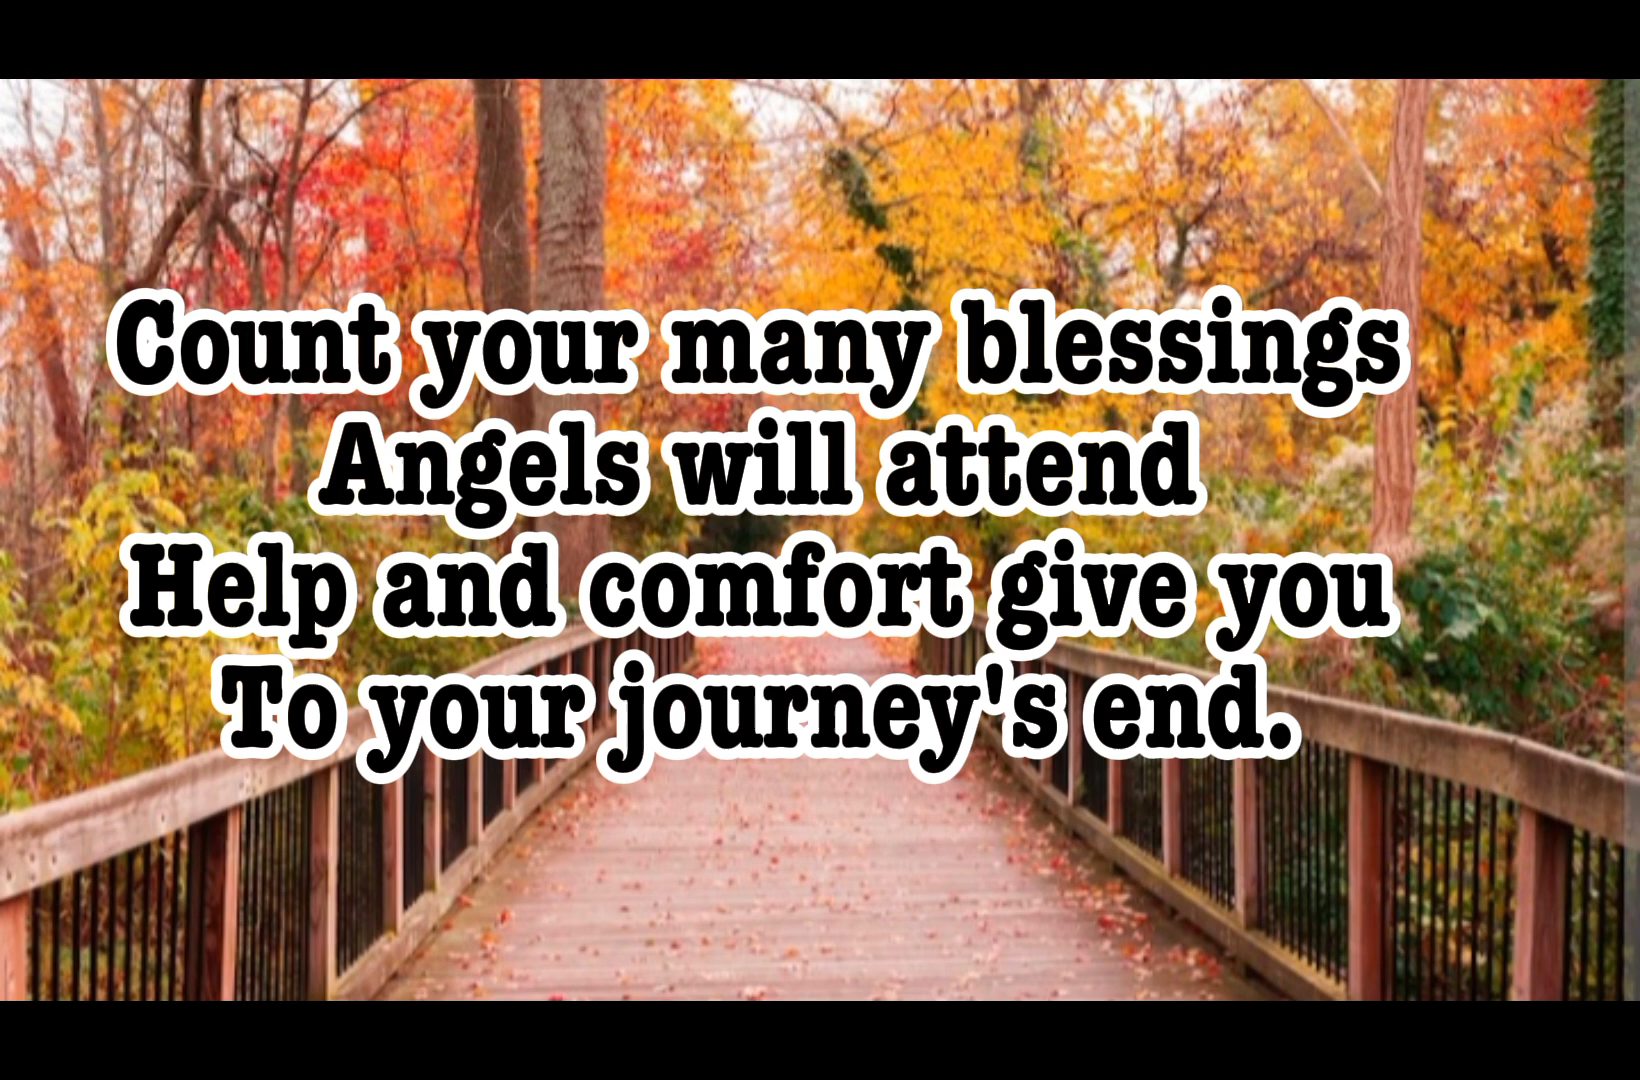 Count your many blessings
Angels will attend
Help and comfort give you
To your journey's end.